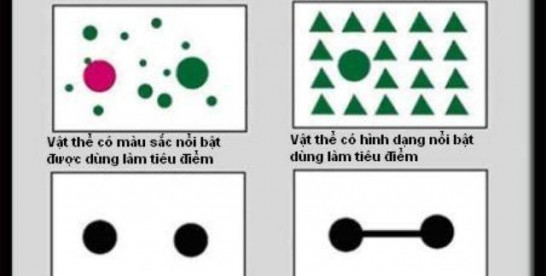 Vật thể có màu sắc nổi bật
được dùng làm tiêu điểm
Vật thể có hình dạng nổi bật
dùng làm tiêu điểm